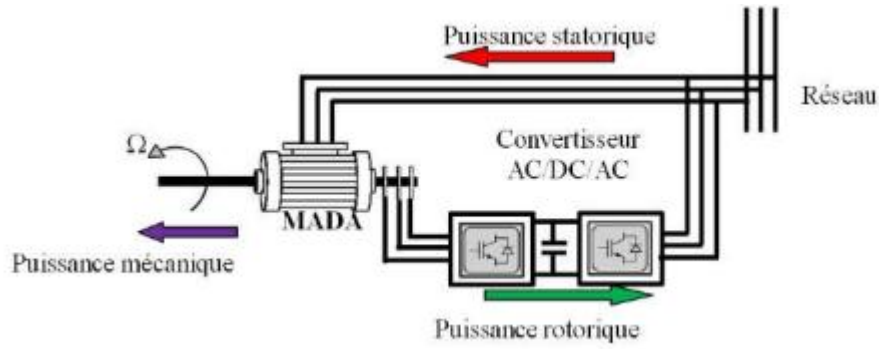 Puissance statorique
Réseau
Convertisseur
AC/DC/AC
Ω
MADA
Puissance mécanique
Puissance rotorique